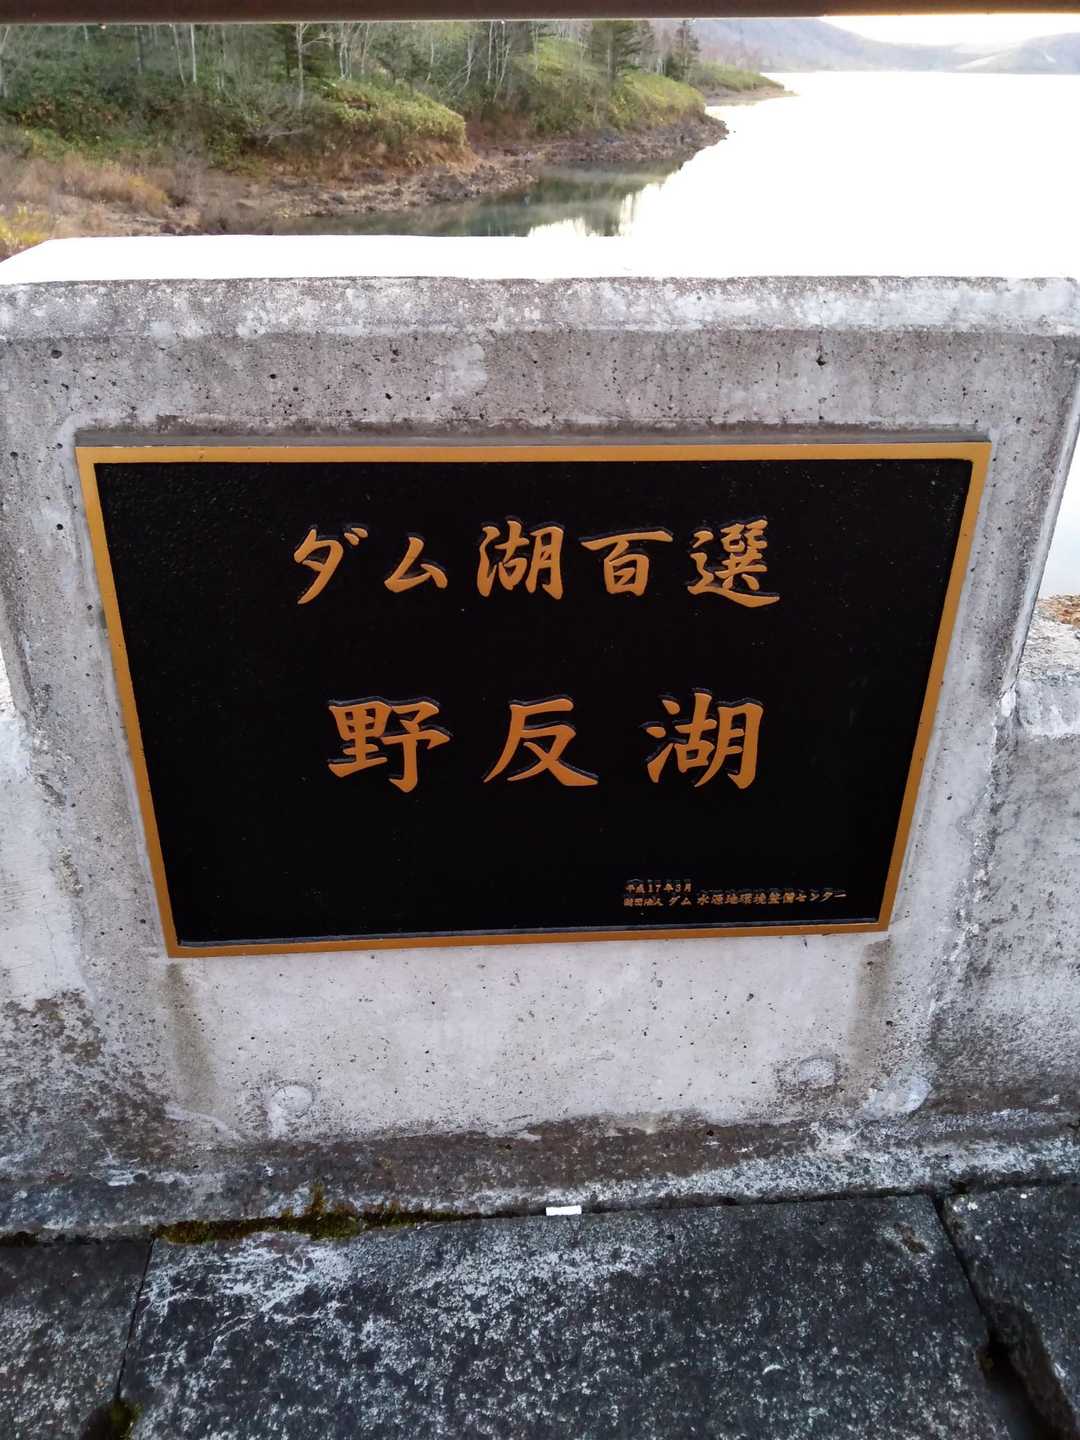 ダム湖百選
野反湖
平成17年3月
財団法人 ダム 水源地環境整備センター